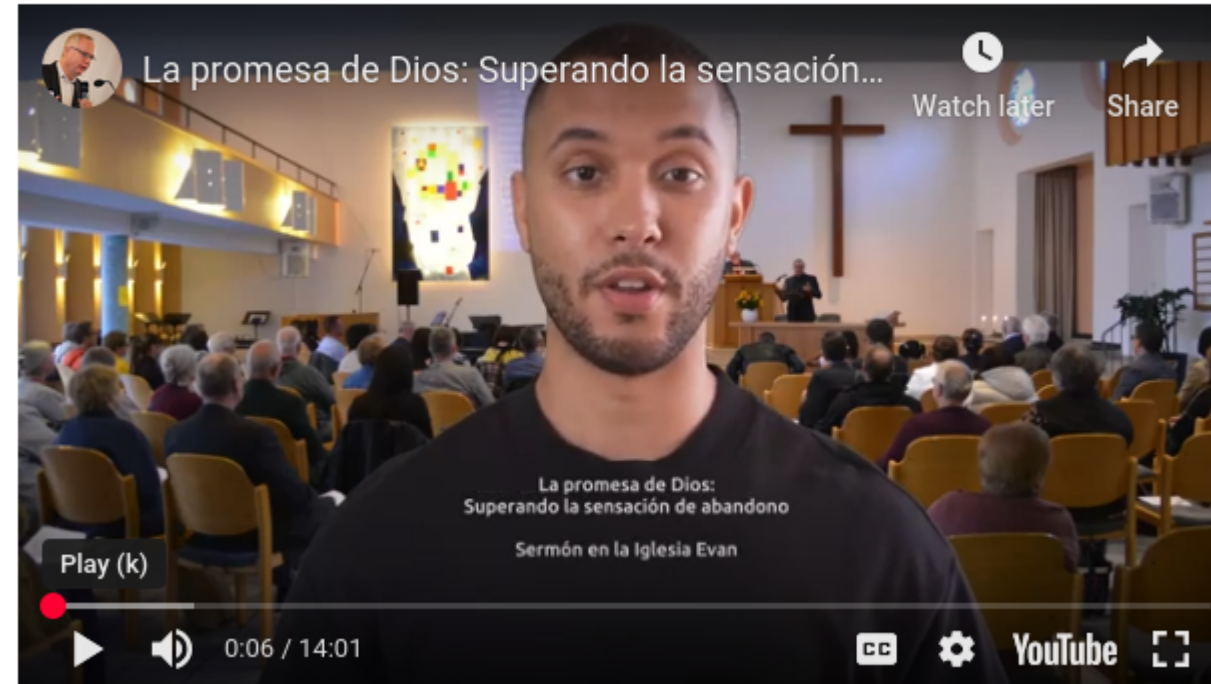 La promesa de Dios: Superando la sensación...
Watch later
Share
La promesa de Dios:
Superando la sensación de abandono
Sermón en la Iglesia Evan
Play (k)
0:06 / 14:01
CC
YouTube